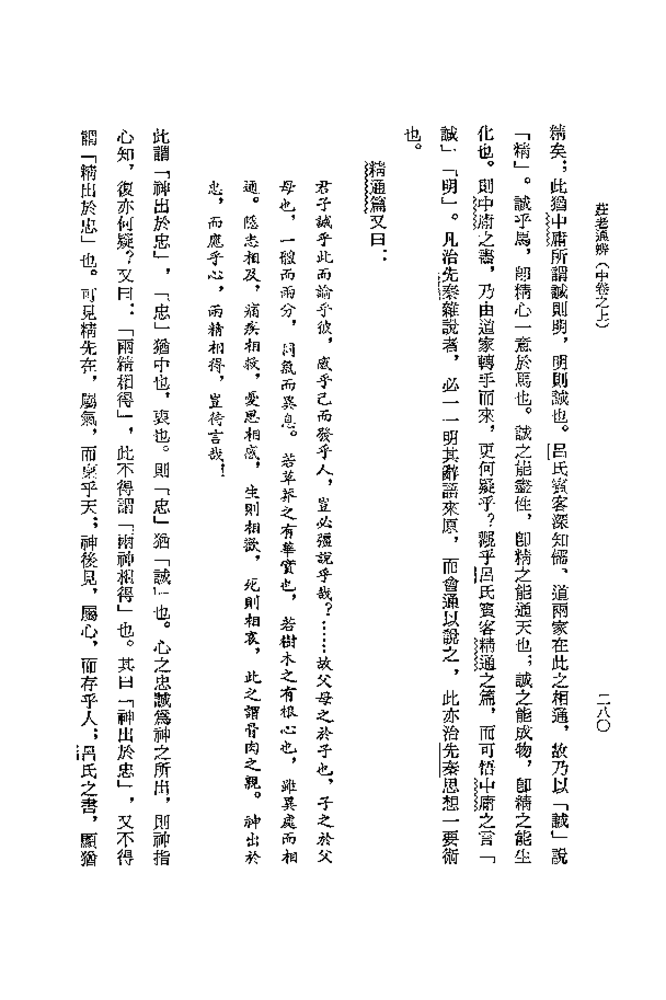 莊老通辨（中卷之上）
二八〇
精矣；此猶中庸所謂誠則明，明則誠也。呂氏賓客深知儒、道兩家在此之相通，故乃以「誠」說
「精」。誠乎馬，卽精心一意於馬也。誠之能盡性，卽精之能通天也；誠之能成物，卽精之能生
化也。則中庸之書，乃由道家轉手而來，更何疑乎？觀乎呂氏賓客精通之篇，而可悟中庸之言「
誠」「明」。凡治先秦雜說者，必一一明其辭語來原，而會通以說之，此亦治先秦思想一要術
也。
精通篇又曰：
君子誠乎此而諭乎彼，感乎己而發乎人，豈必彊說乎哉？……故父母之於子也，子之於父
母也，一體而兩分，同氣而異息。若草莽之有華實也，若樹木之有根心也，雖異處而相
通。隱志相及，痛疾相救，憂思相感，生則相歡，死則相哀，此之謂骨肉之親。神出於
忠，而應乎心，兩精相得，豈待言哉！
此謂「神出於忠」，「忠」猶中也，衷也。則「忠」猶「誠」也。心之忠誠爲神之所出，則神指
心知，復亦何疑？又曰：「兩精相得」，此不得謂「兩神相得」也。其曰「神出於忠」，又不得
謂「精出於忠」也。可見精先在，屬氣，而稟乎天；神後見，屬心，而存乎人；呂氏之書，顯猶